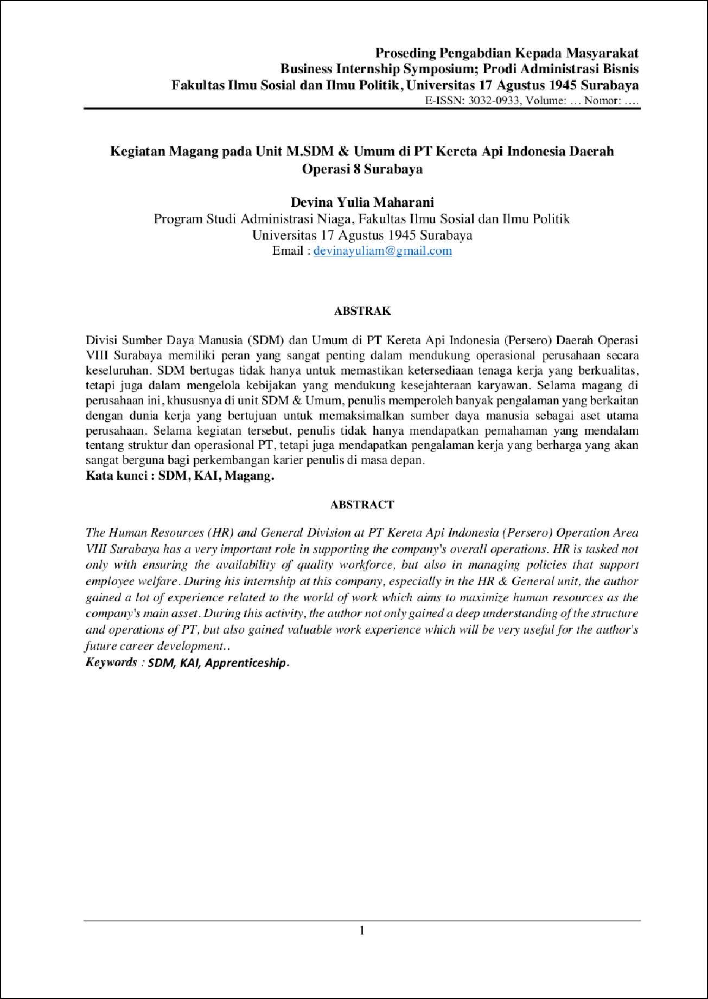 Proseding Pengabdian Kepada Masyarakat
Business Internship Symposium; Prodi Administrasi Bisnis
Fakultas Ilmu Sosial dan Ilmu Politik, Universitas 17 Agustus 1945 Surabaya
E-ISSN: 3032-0933, Volume: … Nomor: ….
Kegiatan Magang pada Unit M.SDM & Umum di PT Kereta Api Indonesia Daerah
Operasi 8 Surabaya
Devina Yulia Maharani
Program Studi Administrasi Niaga, Fakultas Ilmu Sosial dan Ilmu Politik
Universitas 17 Agustus 1945 Surabaya
Email : devinayuliam@gmail.com
ABSTRAK
Divisi Sumber Daya Manusia (SDM) dan Umum di PT Kereta Api Indonesia (Persero) Daerah Operasi
VIII Surabaya memiliki peran yang sangat penting dalam mendukung operasional perusahaan secara
keseluruhan. SDM bertugas tidak hanya untuk memastikan ketersediaan tenaga kerja yang berkualitas,
tetapi juga dalam mengelola kebijakan yang mendukung kesejahteraan karyawan. Selama magang di
perusahaan ini, khususnya di unit SDM & Umum, penulis memperoleh banyak pengalaman yang berkaitan
dengan dunia kerja yang bertujuan untuk memaksimalkan sumber daya manusia sebagai aset utama
perusahaan. Selama kegiatan tersebut, penulis tidak hanya mendapatkan pemahaman yang mendalam
tentang struktur dan operasional PT, tetapi juga mendapatkan pengalaman kerja yang berharga yang akan
sangat berguna bagi perkembangan karier penulis di masa depan.
Kata kunci : SDM, KAI, Magang.
ABSTRACT
The Human Resources (HR) and General Division at PT Kereta Api Indonesia (Persero) Operation Area
VIII Surabaya has a very important role in supporting the company's overall operations. HR is tasked not
only with ensuring the availability of quality workforce, but also in managing policies that support
employee welfare. During his internship at this company, especially in the HR & General unit, the author
gained a lot of experience related to the world of work which aims to maximize human resources as the
company's main asset. During this activity, the author not only gained a deep understanding of the structure
and operations of PT, but also gained valuable work experience which will be very useful for the author's
future career development..
Keywords : SDM, KAI, Apprenticeship.
1